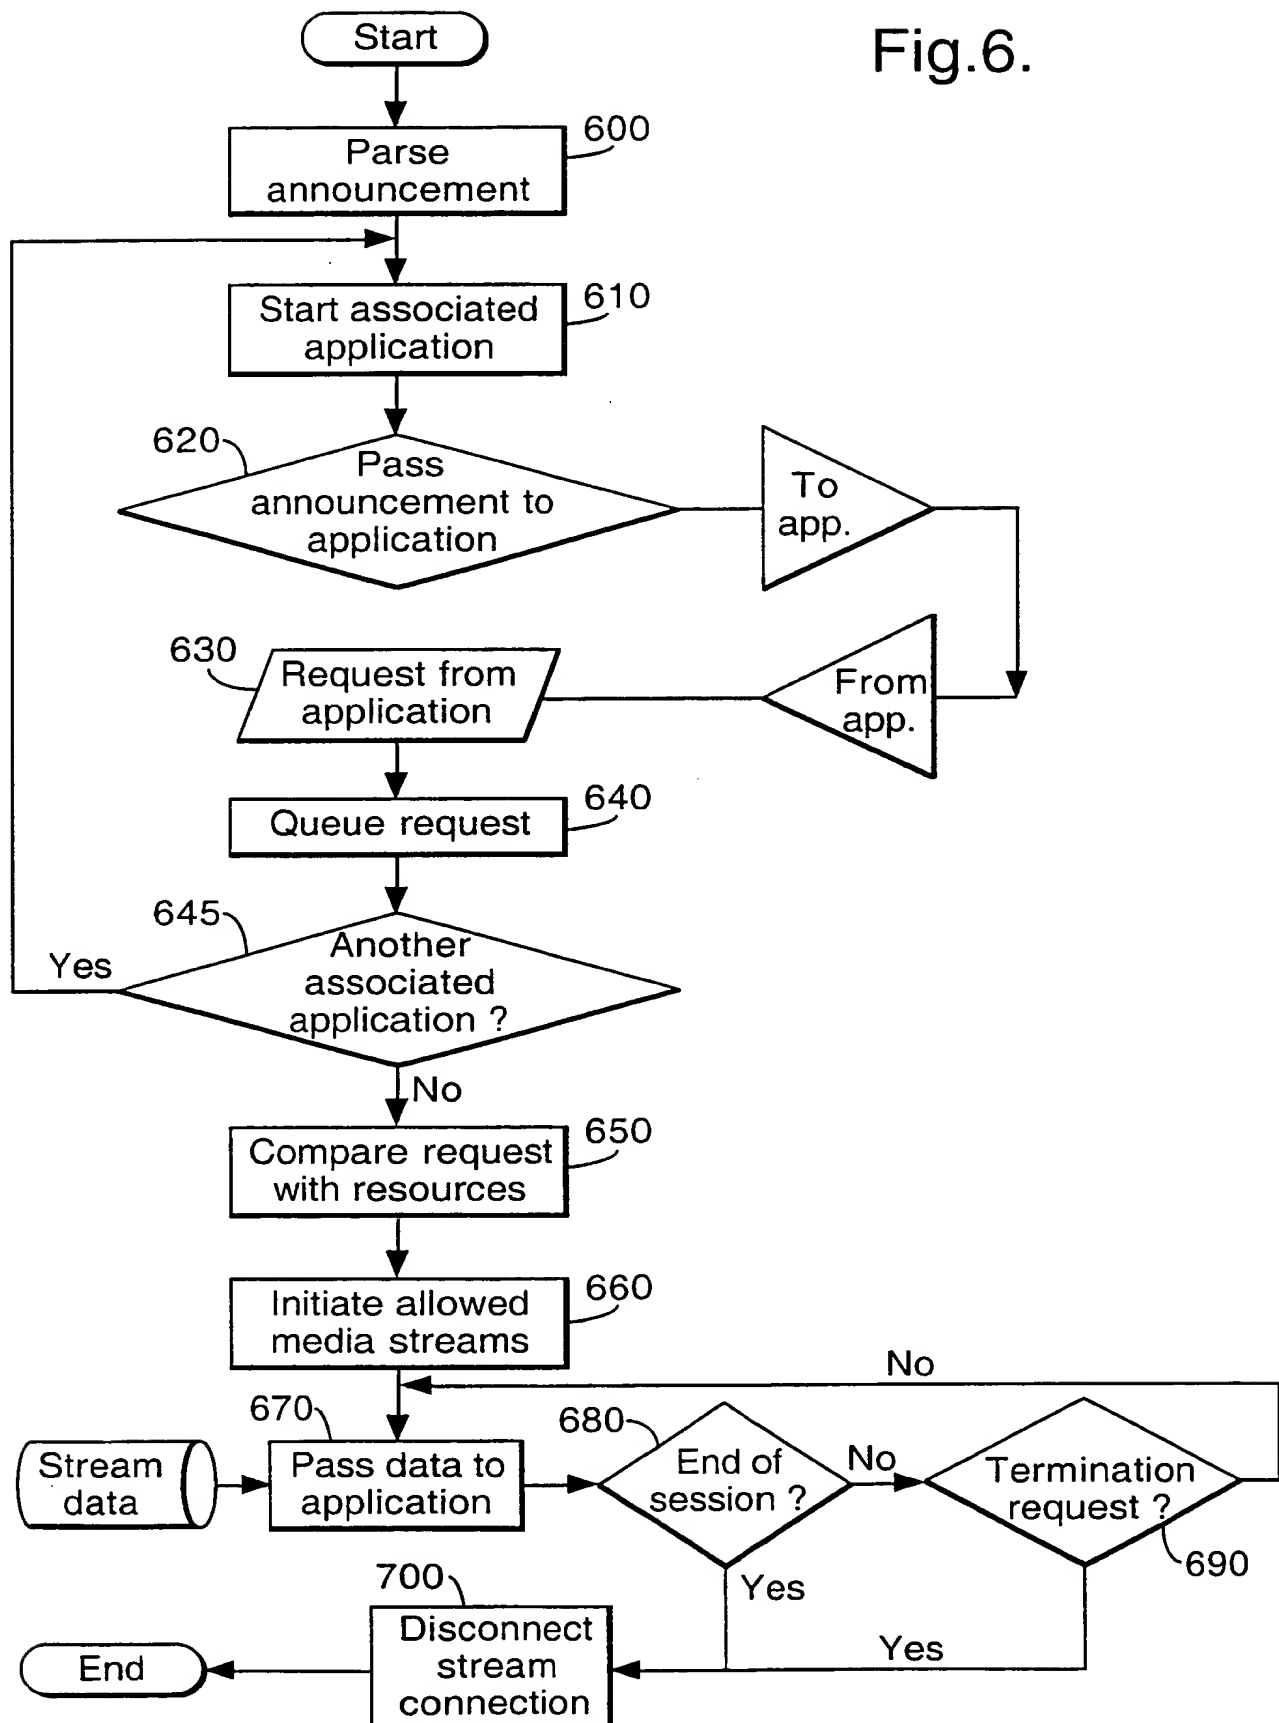 Start
Fig.6.
600
Parse
announcement
610
Start associated
application
620
Pass
announcement to
application
To
app.
630
Request from
application
From
app.
640
Queue request
645
Another
associated
application ?
Yes
No
650
Compare request
with resources
660
Initiate allowed
media streams
No
670
680
Stream
data
Pass data to
application
End of
session ?
No
Termination
request ?
690
700
Yes
Disconnect
stream
connection
Yes
End